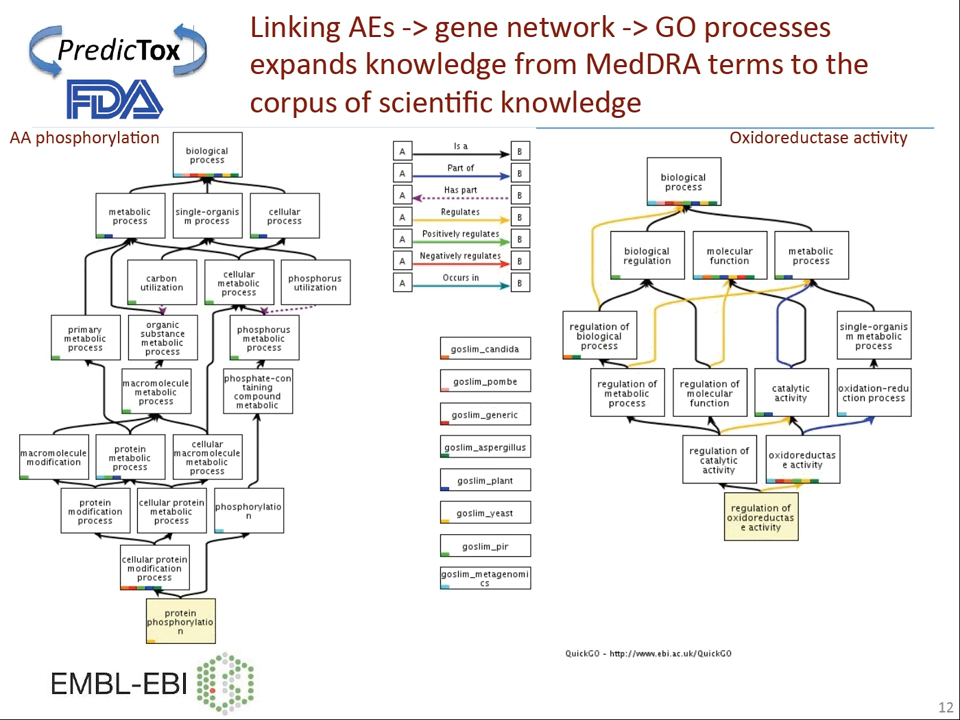 PredicTox
FDA
Linking AEs -> gene network -> GO processes
expands knowledge from MedDRA terms to the
corpus of scientific knowledge
AA phosphorylation
biological
process
metabolic
process
single-organis
m process
cellular
process
carbon
utilization
cellular
metabolic
process
phosphorus
utilization
primary
metabolic
process
organic
substance
metabolic
process
phosphorus
metabolic
process
macromolecule
metabolic
process
phosphate-con
taining
compound
metabolic
macromolecule
modification
protein
metabolic
process
cellular
macromolecule
metabolic
process
protein
modification
process
cellular protein
metabolic
process
phosphorylatio
n
cellular protein
modification
process
protein
phosphorylatio
n
A Is a B
A Part of B
A Has part B
A Regulates B
A Positively regulates B
A Negatively regulates B
A Occurs in B
goslim_candida
goslim_pombe
goslim_generic
goslim_aspergillus
goslim_plant
goslim_yeast
goslim_pir
goslim_metagenomi
cs
Oxidoreductase activity
biological
process
biological
regulation
molecular
function
metabolic
process
regulation of
biological
process
single-organis
m metabolic
process
regulation of
metabolic
process
regulation of
molecular
function
catalytic
activity
oxidation-redu
ction process
regulation of
catalytic
activity
oxidoreductas
e activity
regulation of
oxidoreductas
e activity
QuickGO - http://www.ebi.ac.uk/QuickGO
EMBL-EBI
12